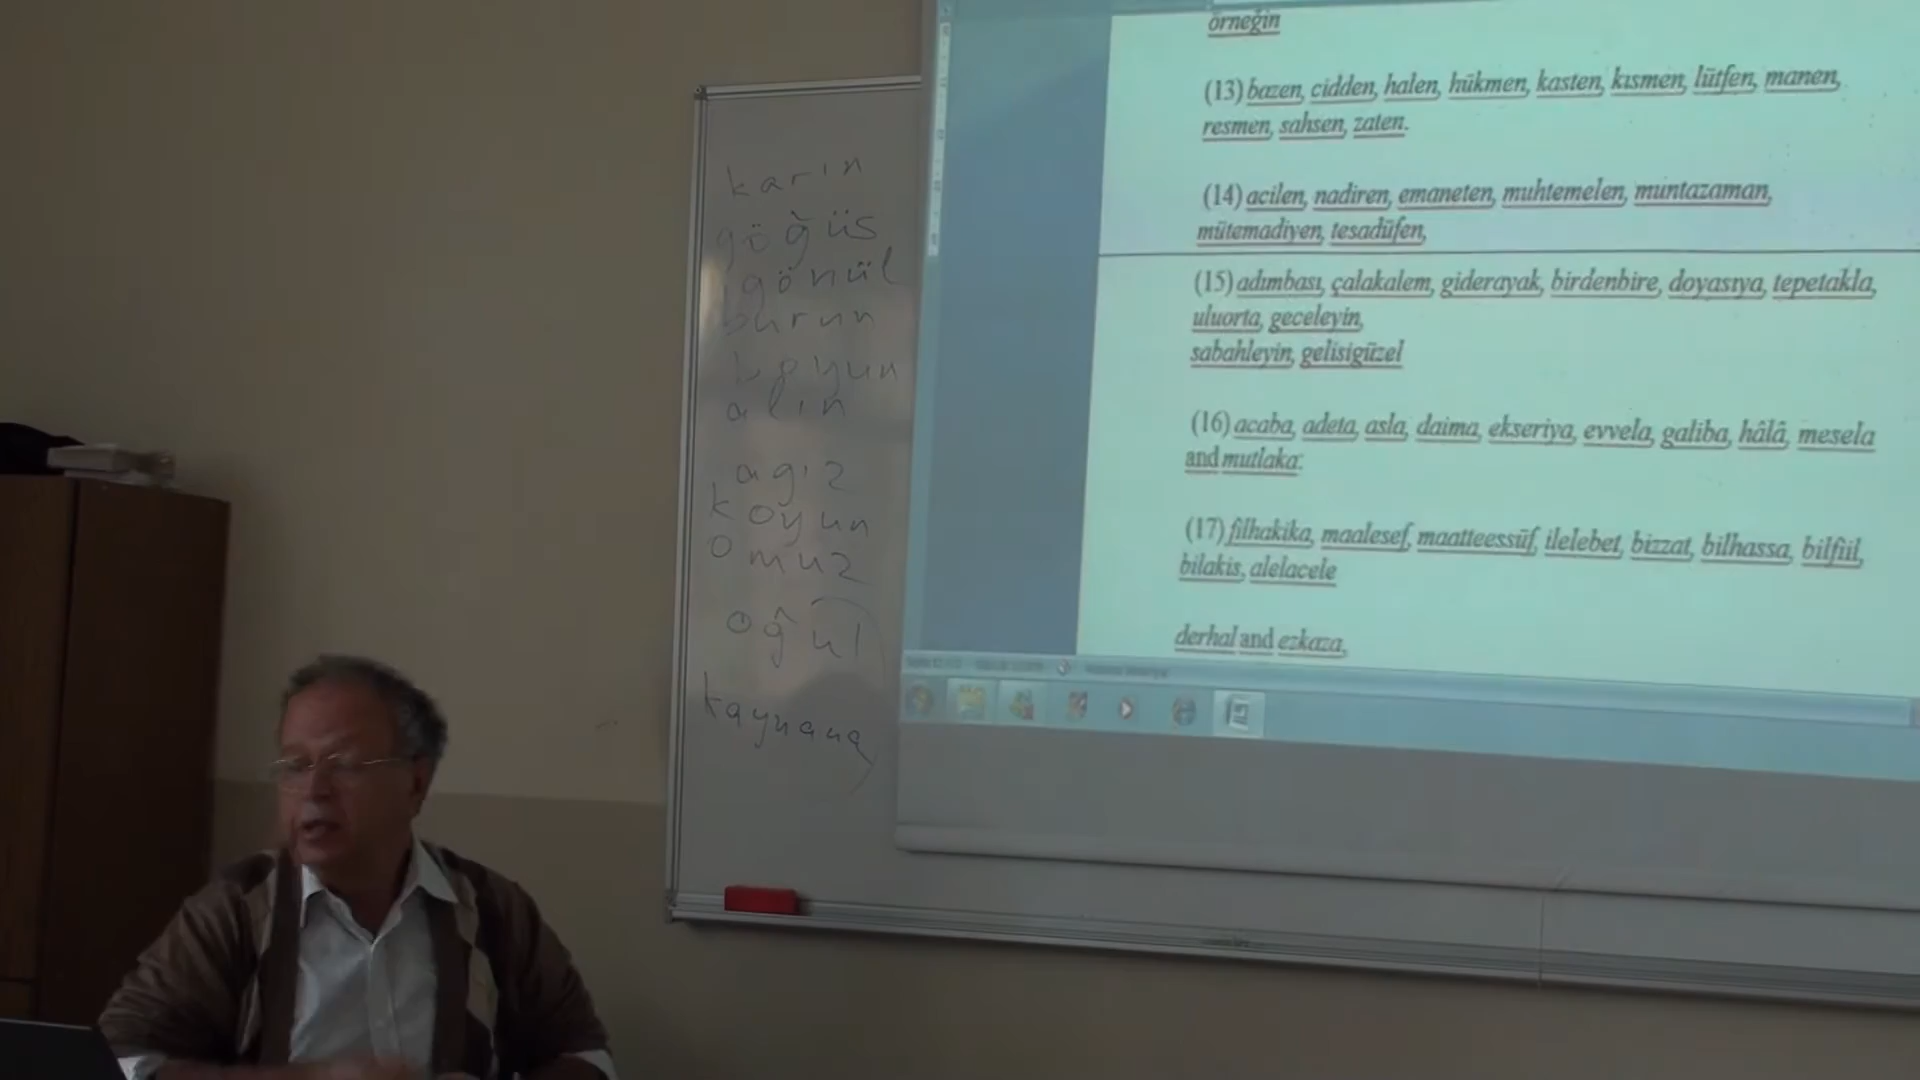 karın
göğüs
gönül
burun
boyun
alın
agız
koyun
omuz
oğul
kaynana
örneğin
(13) bazen, cidden, halen, hükmen, kasten, kısmen, lütfen, manen,
resmen, sahsen, zaten.
(14) acilen, nadiren, emaneten, muhtemelen, muntazaman,
mütemadiyen, tesadüfen,
(15) adımbası, çalakalem, giderayak, birdenbire, doyasıya, tepetakla,
uluorta, geceleyin,
sabahleyin, gelisigüzel
(16) acaba, adeta, asla, daima, ekseriya, evvela, galiba, hâlâ, mesela
and mutlaka:
(17) filhakika, maalesef, maatteessüf, ilelebet, bizzat, bilhassa, bilfiil,
bilakis, alelacele
derhal and ezkaza,